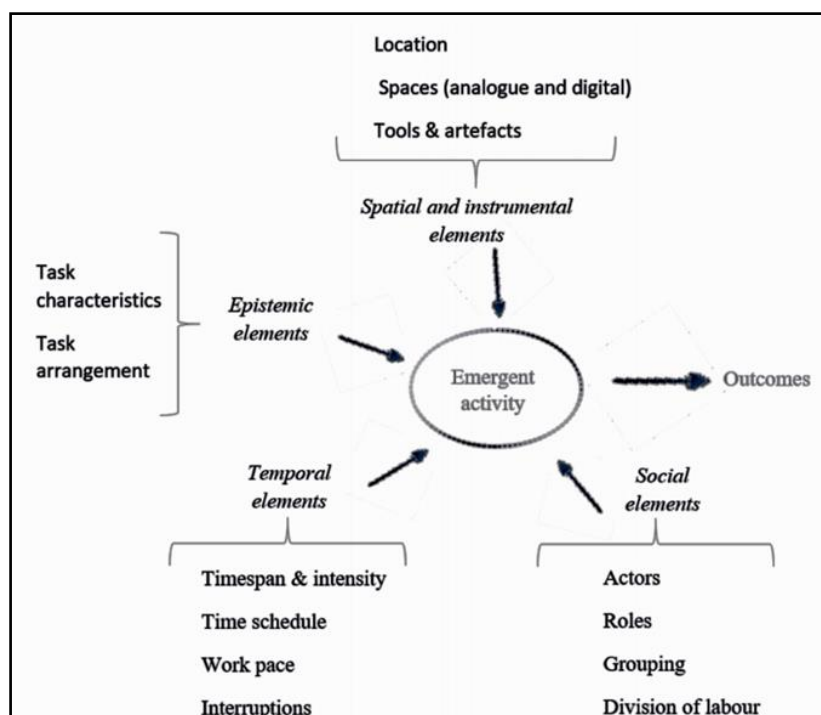 Location
Spaces (analogue and digital)
Tools & artefacts
Spatial and instrumental
elements
Task
characteristics
Task
arrangement
Epistemic
elements
Emergent
activity
Outcomes
Temporal
elements
Timespan & intensity
Time schedule
Work pace
Interruptions
Social
elements
Actors
Roles
Grouping
Division of labour